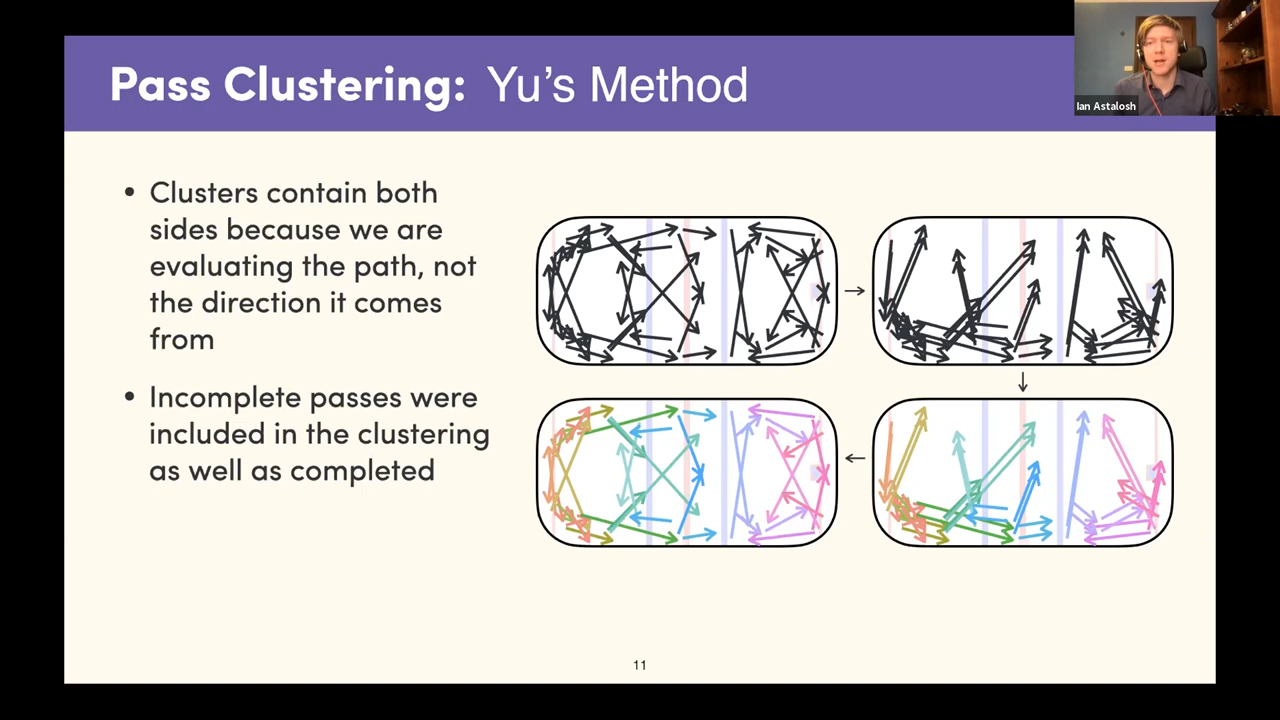 Pass Clustering: Yu's Method
Ian Astalosh
• Clusters contain both
sides because we are
evaluating the path, not
the direction it comes
from
• Incomplete passes were
included in the clustering
as well as completed
11